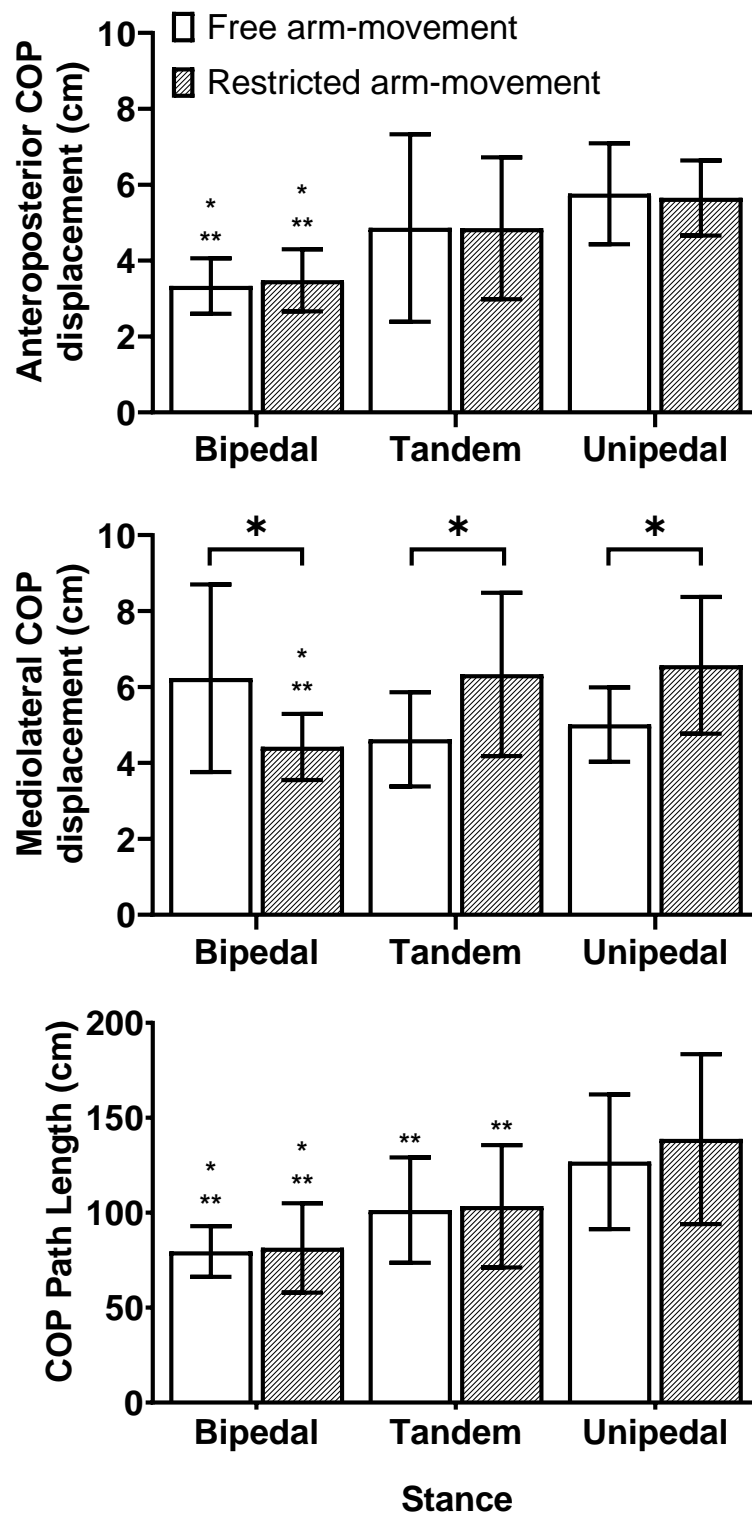 Free arm-movement
Restricted arm-movement
Anteroposterior COP
displacement (cm)
10
8
6
4
2
0
*
**
*
**
Bipedal Tandem Unipedal
Mediolateral COP
displacement (cm)
10
8
6
4
2
0
* * *
*
**
Bipedal Tandem Unipedal
COP Path Length (cm)
200
150
100
50
0
*
**
*
**
**
**
Bipedal Tandem Unipedal
Stance